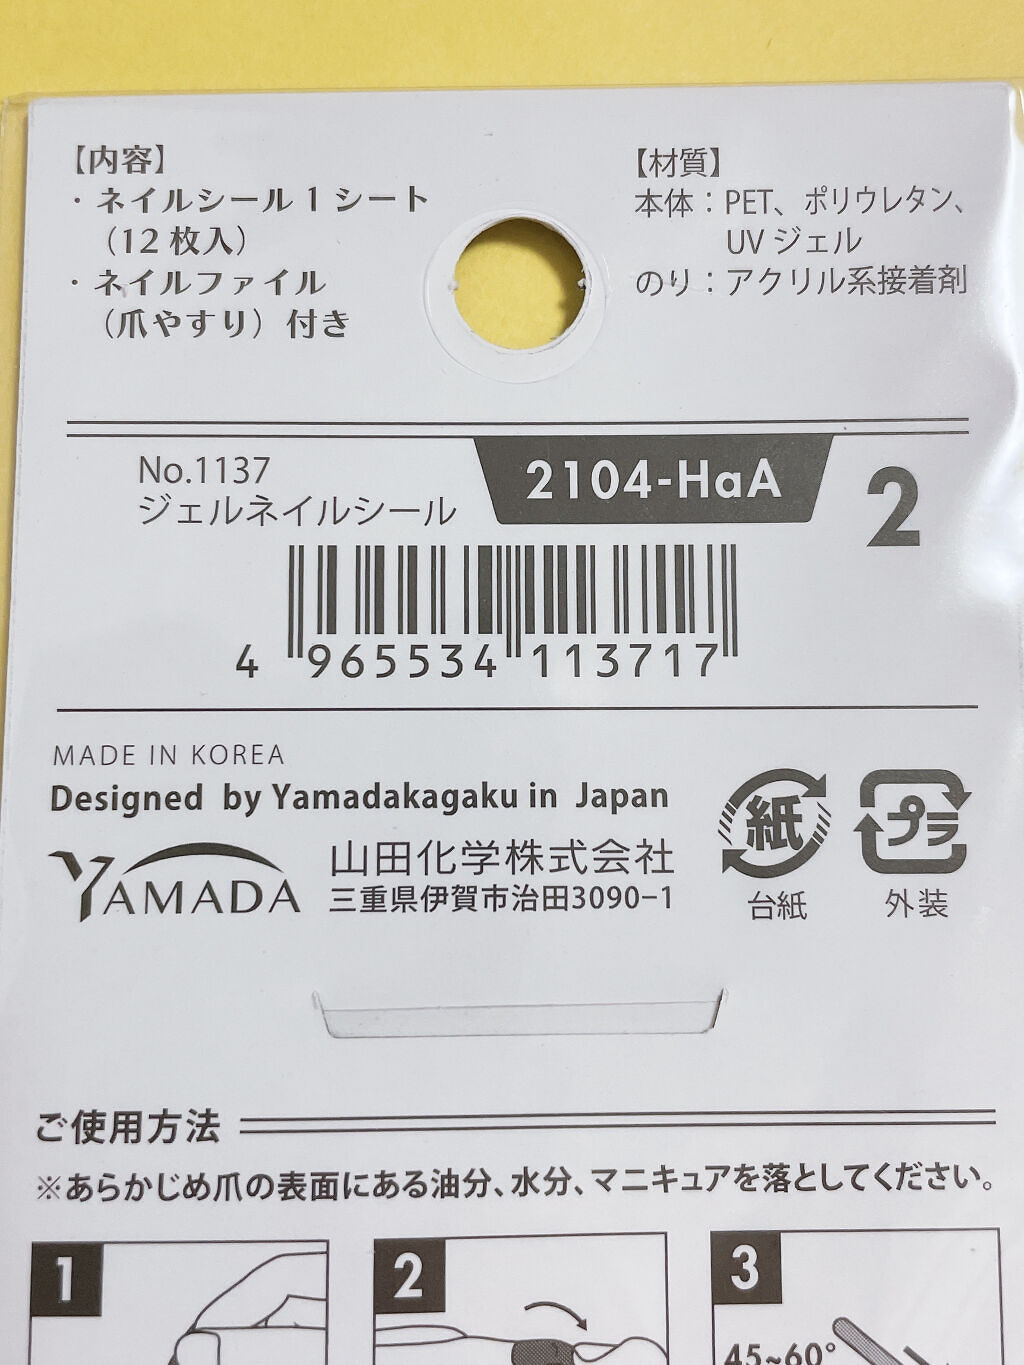 【内容】
・ネイルシール1シート
（12枚入）
・ネイルファイル
（爪やすり）付き
【材質】
本体：PET、ポリウレタン、
UVジェル
のり：アクリル系接着剤
No.1137
ジェルネイルシール
2104-HaA
2
4 965534 113717
MADE IN KOREA
Designed by Yamadakagaku in Japan
YAMADA
山田化学株式会社
三重県伊賀市治田3090-1
紙
台紙
プラ
外装
ご使用方法
※あらかじめ爪の表面にある油分、水分、マニキュアを落としてください。
1
2
3
45~60°